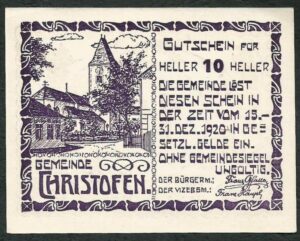 GUTSCHEIN FÜR
HELLER 10 HELLER
DIE GEMEINDE LÖST
DIESEN SCHEIN IN
DER ZEIT VOM 15.–
31. DEZ. 1920 IN GE=
SETZL. GELDE EIN.
OHNE GEMEINDESIEGEL
UNGÜLTIG.
DER BÜRGERM.:
DER VIZEBGM.:
GEMEINDE
CHRISTOFEN.